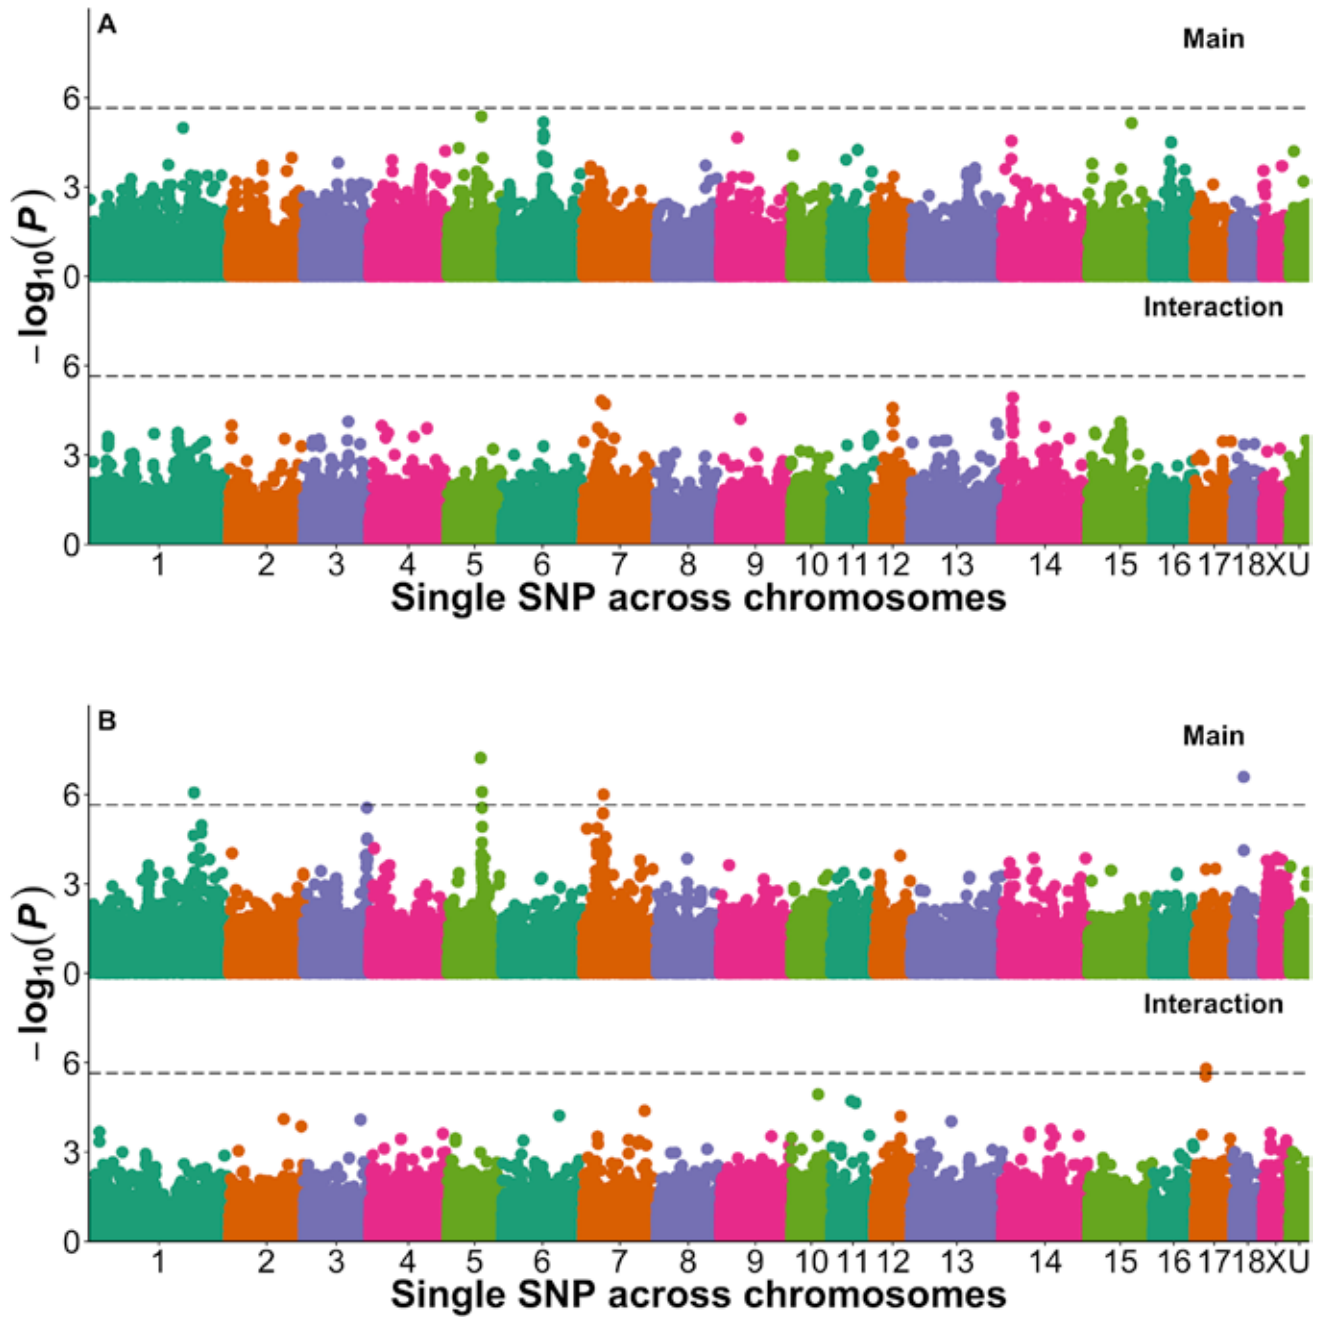 A
Main
6
3
0
Interaction
6
3
0
− log10(P)
1 2 3 4 5 6 7 8 9 10 11 12 13 14 15 16 17 18 X U
Single SNP across chromosomes
B
Main
6
3
0
Interaction
6
3
0
− log10(P)
1 2 3 4 5 6 7 8 9 10 11 12 13 14 15 16 17 18 X U
Single SNP across chromosomes